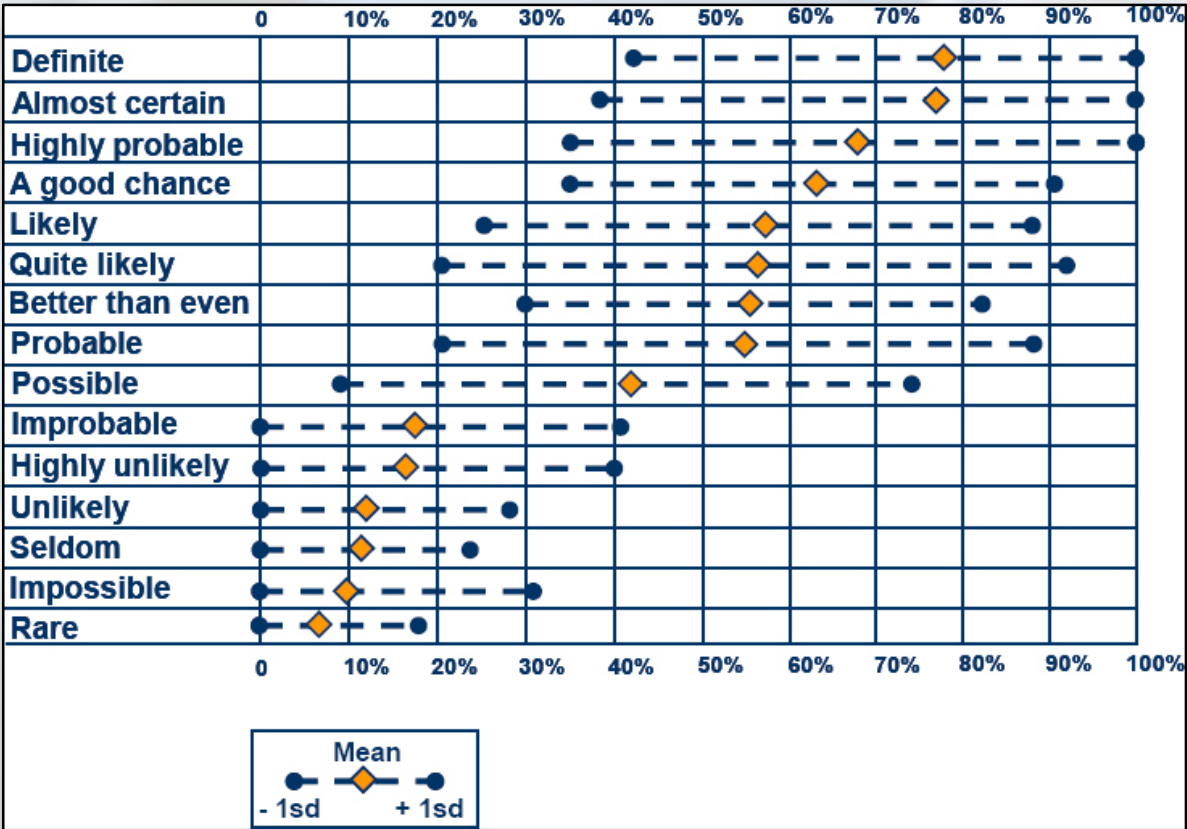 0 10% 20% 30% 40% 50% 60% 70% 80% 90% 100%
Definite
Almost certain
Highly probable
A good chance
Likely
Quite likely
Better than even
Probable
Possible
Improbable
Highly unlikely
Unlikely
Seldom
Impossible
Rare
0 10% 20% 30% 40% 50% 60% 70% 80% 90% 100%
Mean
- 1sd + 1sd